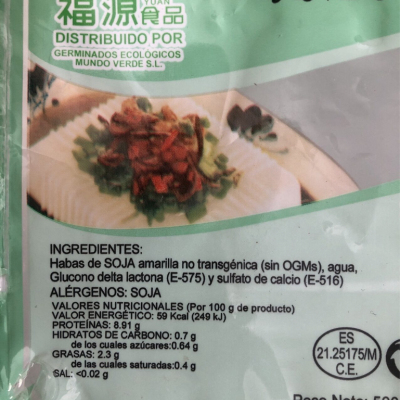 福源食品
YUAN
DISTRIBUIDO POR
GERMINADOS ECOLÓGICOS
MUNDO VERDE S.L.
INGREDIENTES:
Habas de SOJA amarilla no transgénica (sin OGMs), agua,
Glucono delta lactona (E-575) y sulfato de calcio (E-516)
ALÉRGENOS: SOJA
VALORES NUTRICIONALES (Por 100 g de producto)
VALOR ENERGÉTICO: 59 Kcal (249 kJ)
PROTEÍNAS: 8.91 g
HIDRATOS DE CARBONO: 0.7 g
de los cuales azúcares:0.64 g
GRASAS: 2.3 g
de las cuales saturadas:0.4 g
SAL: <0.02 g
ES
21.25175/M
C.E.
Peso Neto: